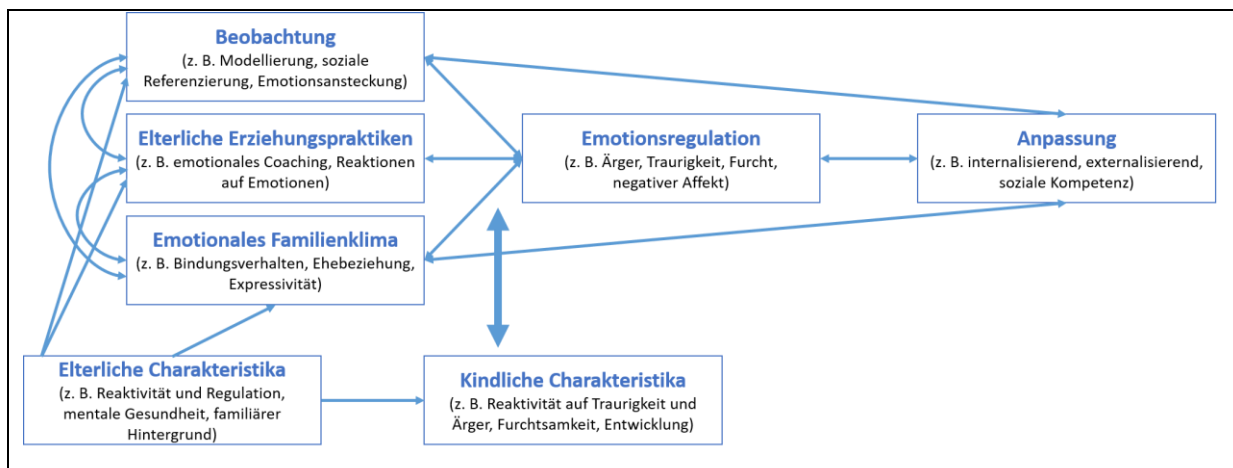 Beobachtung
(z. B. Modellierung, soziale
Referenzierung, Emotionsansteckung)
Elterliche Erziehungspraktiken
(z. B. emotionales Coaching, Reaktionen
auf Emotionen)
Emotionales Familienklima
(z. B. Bindungsverhalten, Ehebeziehung,
Expressivität)
Emotionsregulation
(z. B. Ärger, Traurigkeit, Furcht,
negativer Affekt)
Anpassung
(z. B. internalisierend, externalisierend,
soziale Kompetenz)
Elterliche Charakteristika
(z. B. Reaktivität und Regulation,
mentale Gesundheit, familiärer
Hintergrund)
Kindliche Charakteristika
(z. B. Reaktivität auf Traurigkeit und
Ärger, Furchtsamkeit, Entwicklung)